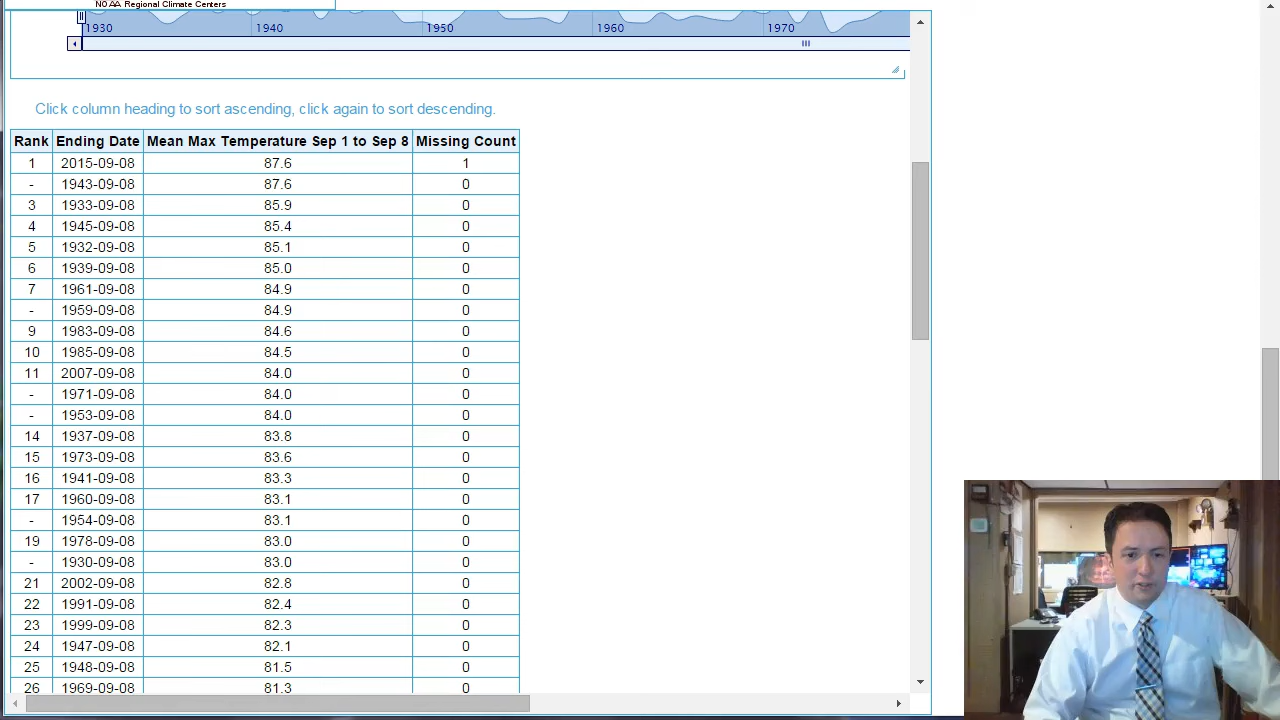 NOAA Regional Climate Centers
1930 1940 1950 1960 1970
Click column heading to sort ascending, click again to sort descending.
Rank Ending Date Mean Max Temperature Sep 1 to Sep 8 Missing Count
1 2015-09-08 87.6 1
- 1943-09-08 87.6 0
3 1933-09-08 85.9 0
4 1945-09-08 85.4 0
5 1932-09-08 85.1 0
6 1939-09-08 85.0 0
7 1961-09-08 84.9 0
- 1959-09-08 84.9 0
9 1983-09-08 84.6 0
10 1985-09-08 84.5 0
11 2007-09-08 84.0 0
- 1971-09-08 84.0 0
- 1953-09-08 84.0 0
14 1937-09-08 83.8 0
15 1973-09-08 83.6 0
16 1941-09-08 83.3 0
17 1960-09-08 83.1 0
- 1954-09-08 83.1 0
19 1978-09-08 83.0 0
- 1930-09-08 83.0 0
21 2002-09-08 82.8 0
22 1991-09-08 82.4 0
23 1999-09-08 82.3 0
24 1947-09-08 82.1 0
25 1948-09-08 81.5 0
26 1969-09-08 81.3 0